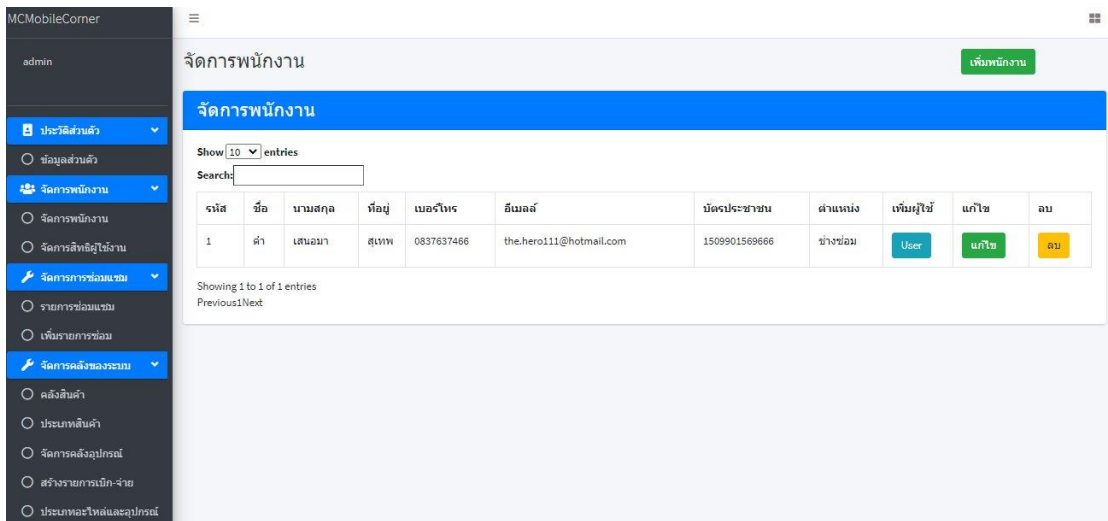 MCMobileCorner
admin
ประวัติส่วนตัว
ข้อมูลส่วนตัว
จัดการพนักงาน
จัดการพนักงาน
จัดการสิทธิผู้ใช้งาน
จัดการการซ่อมแซม
รายการซ่อมแซม
เพิ่มรายการซ่อม
จัดการคลังของระบบ
คลังสินค้า
ประเภทสินค้า
จัดการคลังอุปกรณ์
สร้างรายการเบิก-จ่าย
ประเภทอะไหล่และอุปกรณ์
จัดการพนักงาน
เพิ่มพนักงาน
จัดการพนักงาน
Show 10 entries
Search:
รหัส ชื่อ นามสกุล ที่อยู่ เบอร์โทร อีเมลล์ บัตรประชาชน ตำแหน่ง เพิ่มผู้ใช้ แก้ไข ลบ
1 ดำ เสนอมา สุเทพ 0837637466 the.hero111@hotmail.com 1509901569666 ช่างซ่อม User แก้ไข ลบ
Showing 1 to 1 of 1 entries
Previous1Next